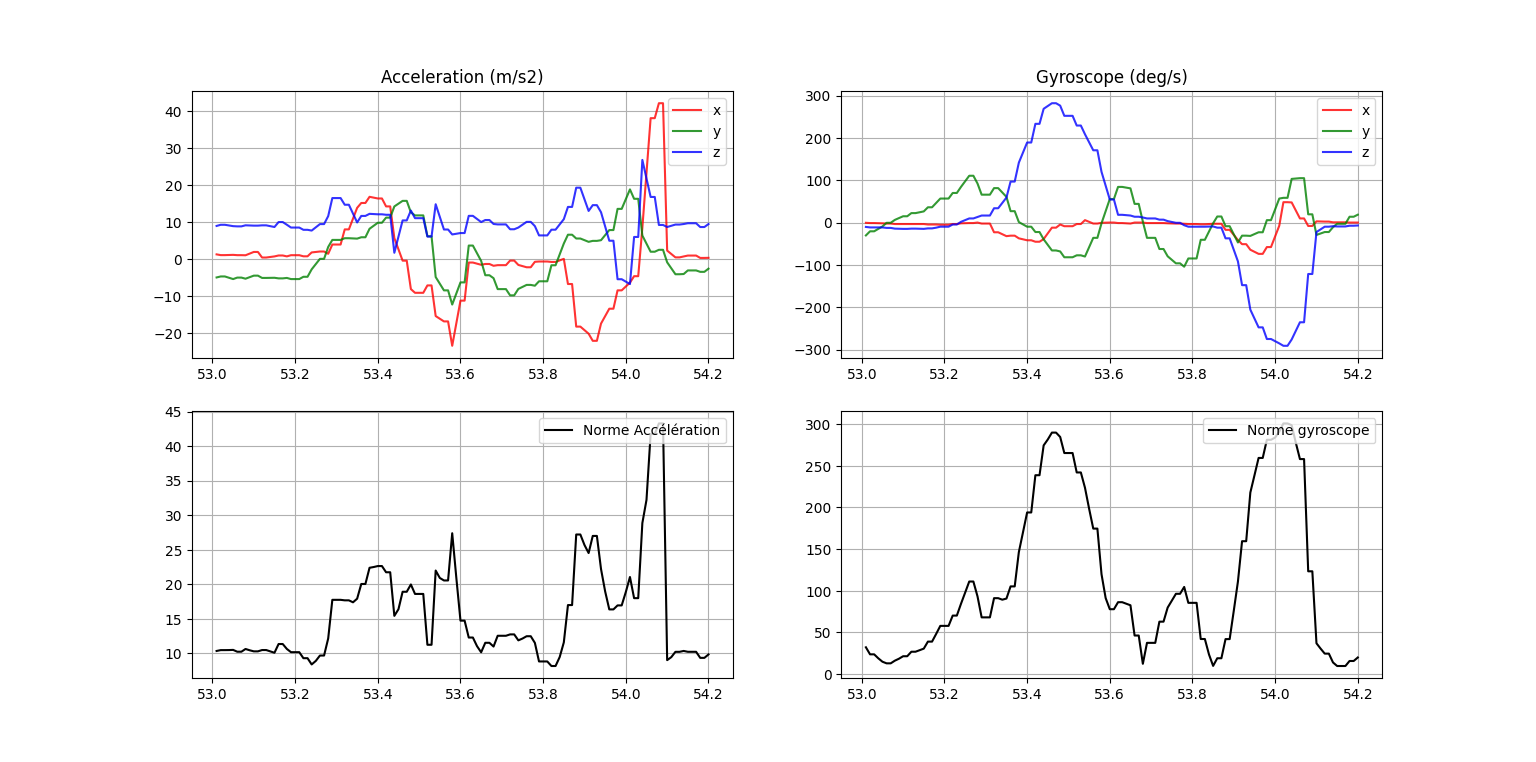 Acceleration (m/s2)
x
y
z
40
30
20
10
0
−10
−20
53.0 53.2 53.4 53.6 53.8 54.0 54.2
Gyroscope (deg/s)
x
y
z
300
200
100
0
−100
−200
−300
53.0 53.2 53.4 53.6 53.8 54.0 54.2
Norme Accélération
45
40
35
30
25
20
15
10
53.0 53.2 53.4 53.6 53.8 54.0 54.2
Norme gyroscope
300
250
200
150
100
50
0
53.0 53.2 53.4 53.6 53.8 54.0 54.2